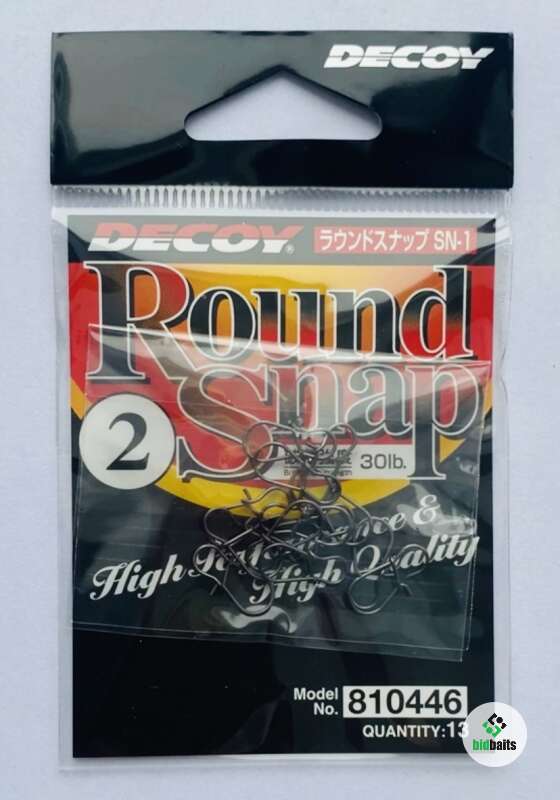 DECOY
DECOY®
ラウンドスナップ SN-1
Round
Snap
2
30lb.
High Performance &
High Quality
Model
No. 810446
QUANTITY:13
bidbaits